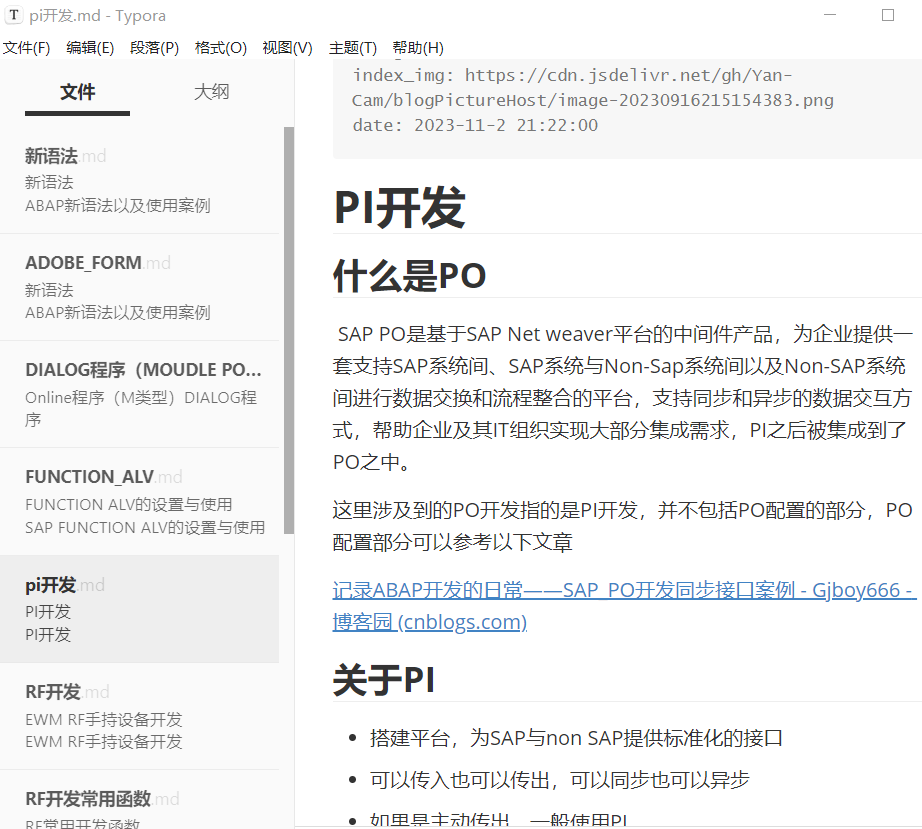 pi开发.md - Typora
文件(F) 编辑(E) 段落(P) 格式(O) 视图(V) 主题(T) 帮助(H)
文件 大纲
新语法.md
新语法
ABAP新语法以及使用案例
ADOBE_FORM.md
新语法
ABAP新语法以及使用案例
DIALOG程序（MOUDLE PO...
Online程序（M类型）DIALOG程
序
FUNCTION_ALV.md
FUNCTION ALV的设置与使用
SAP FUNCTION ALV的设置与使用
pi开发.md
PI开发
PI开发
RF开发.md
EWM RF手持设备开发
EWM RF手持设备开发
RF开发常用函数.md
RF常用开发函数
index_img: https://cdn.jsdelivr.net/gh/Yan-
Cam/blogPictureHost/image-20230916215154383.png
date: 2023-11-2 21:22:00
PI开发
什么是PO
SAP PO是基于SAP Net weaver平台的中间件产品，为企业提供一
套支持SAP系统间、SAP系统与Non-Sap系统间以及Non-SAP系统
间进行数据交换和流程整合的平台，支持同步和异步的数据交互方
式，帮助企业及其IT组织实现大部分集成需求，PI之后被集成到了
PO之中。
这里涉及到的PO开发指的是PI开发，并不包括PO配置的部分，PO
配置部分可以参考以下文章
记录ABAP开发的日常——SAP PO开发同步接口案例 - Gjboy666 -
博客园 (cnblogs.com)
关于PI
搭建平台，为SAP与non SAP提供标准化的接口
可以传入也可以传出，可以同步也可以异步
如果是主动传出，一般使用PI